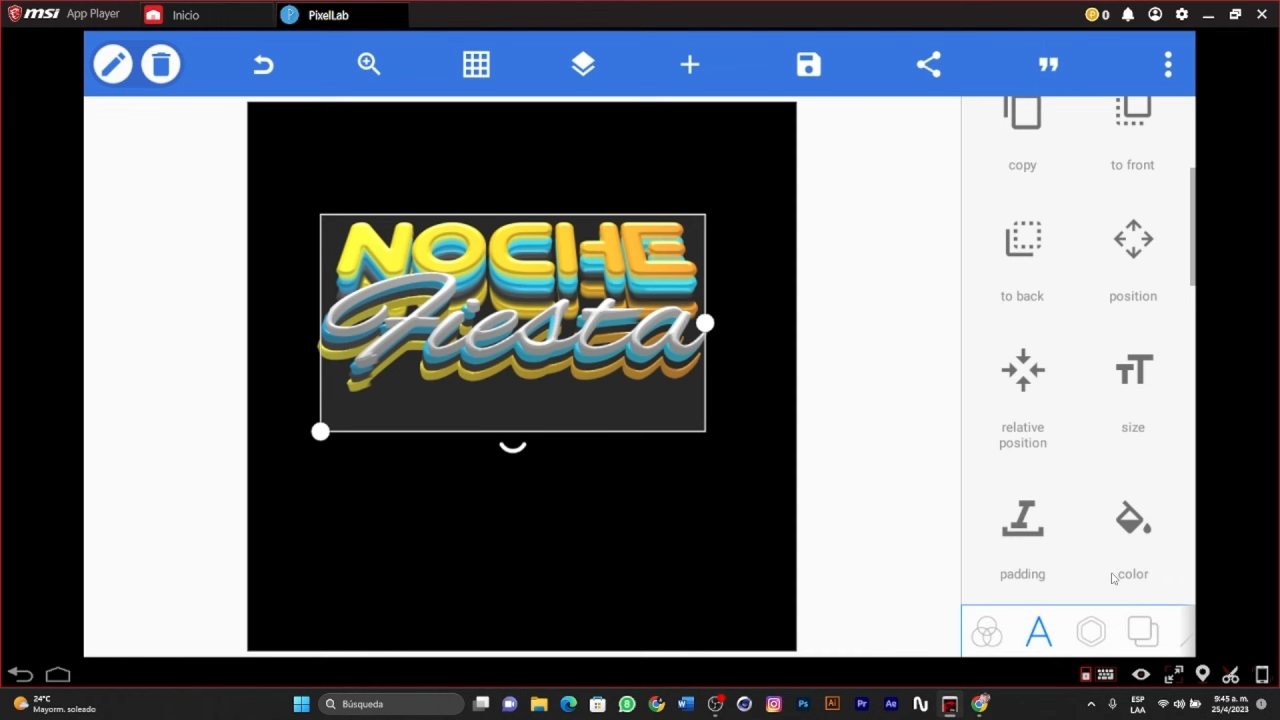 msi App Player
Inicio
PixelLab
0
copy
to front
to back
position
relative
position
size
padding
color
NOCHE
Fiesta
24°C
Mayorm. soleado
Búsqueda
ESP
LAA
9:45 a. m.
25/4/2023